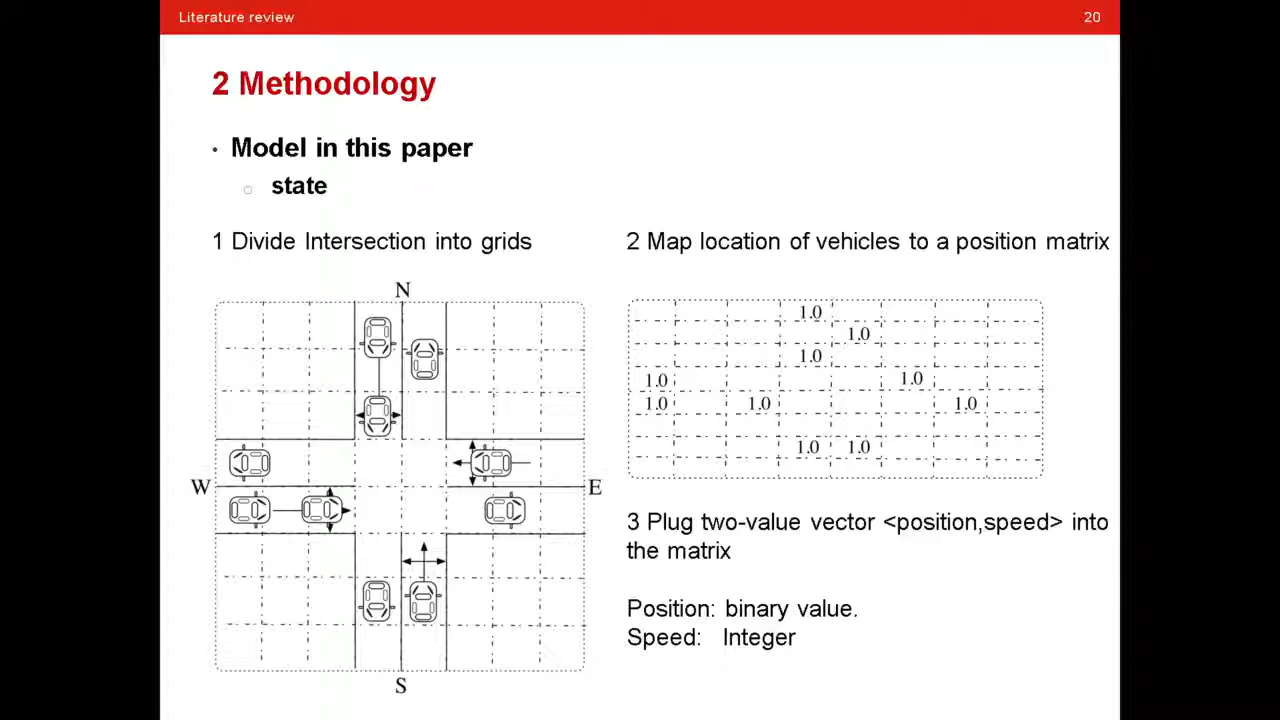 Literature review
20
2 Methodology
• Model in this paper
○ state
1 Divide Intersection into grids
2 Map location of vehicles to a position matrix
N
W
E
S
1.0
1.0
1.0
1.0 1.0
1.0 1.0 1.0
1.0 1.0
3 Plug two-value vector <position,speed> into
the matrix
Position: binary value.
Speed: Integer